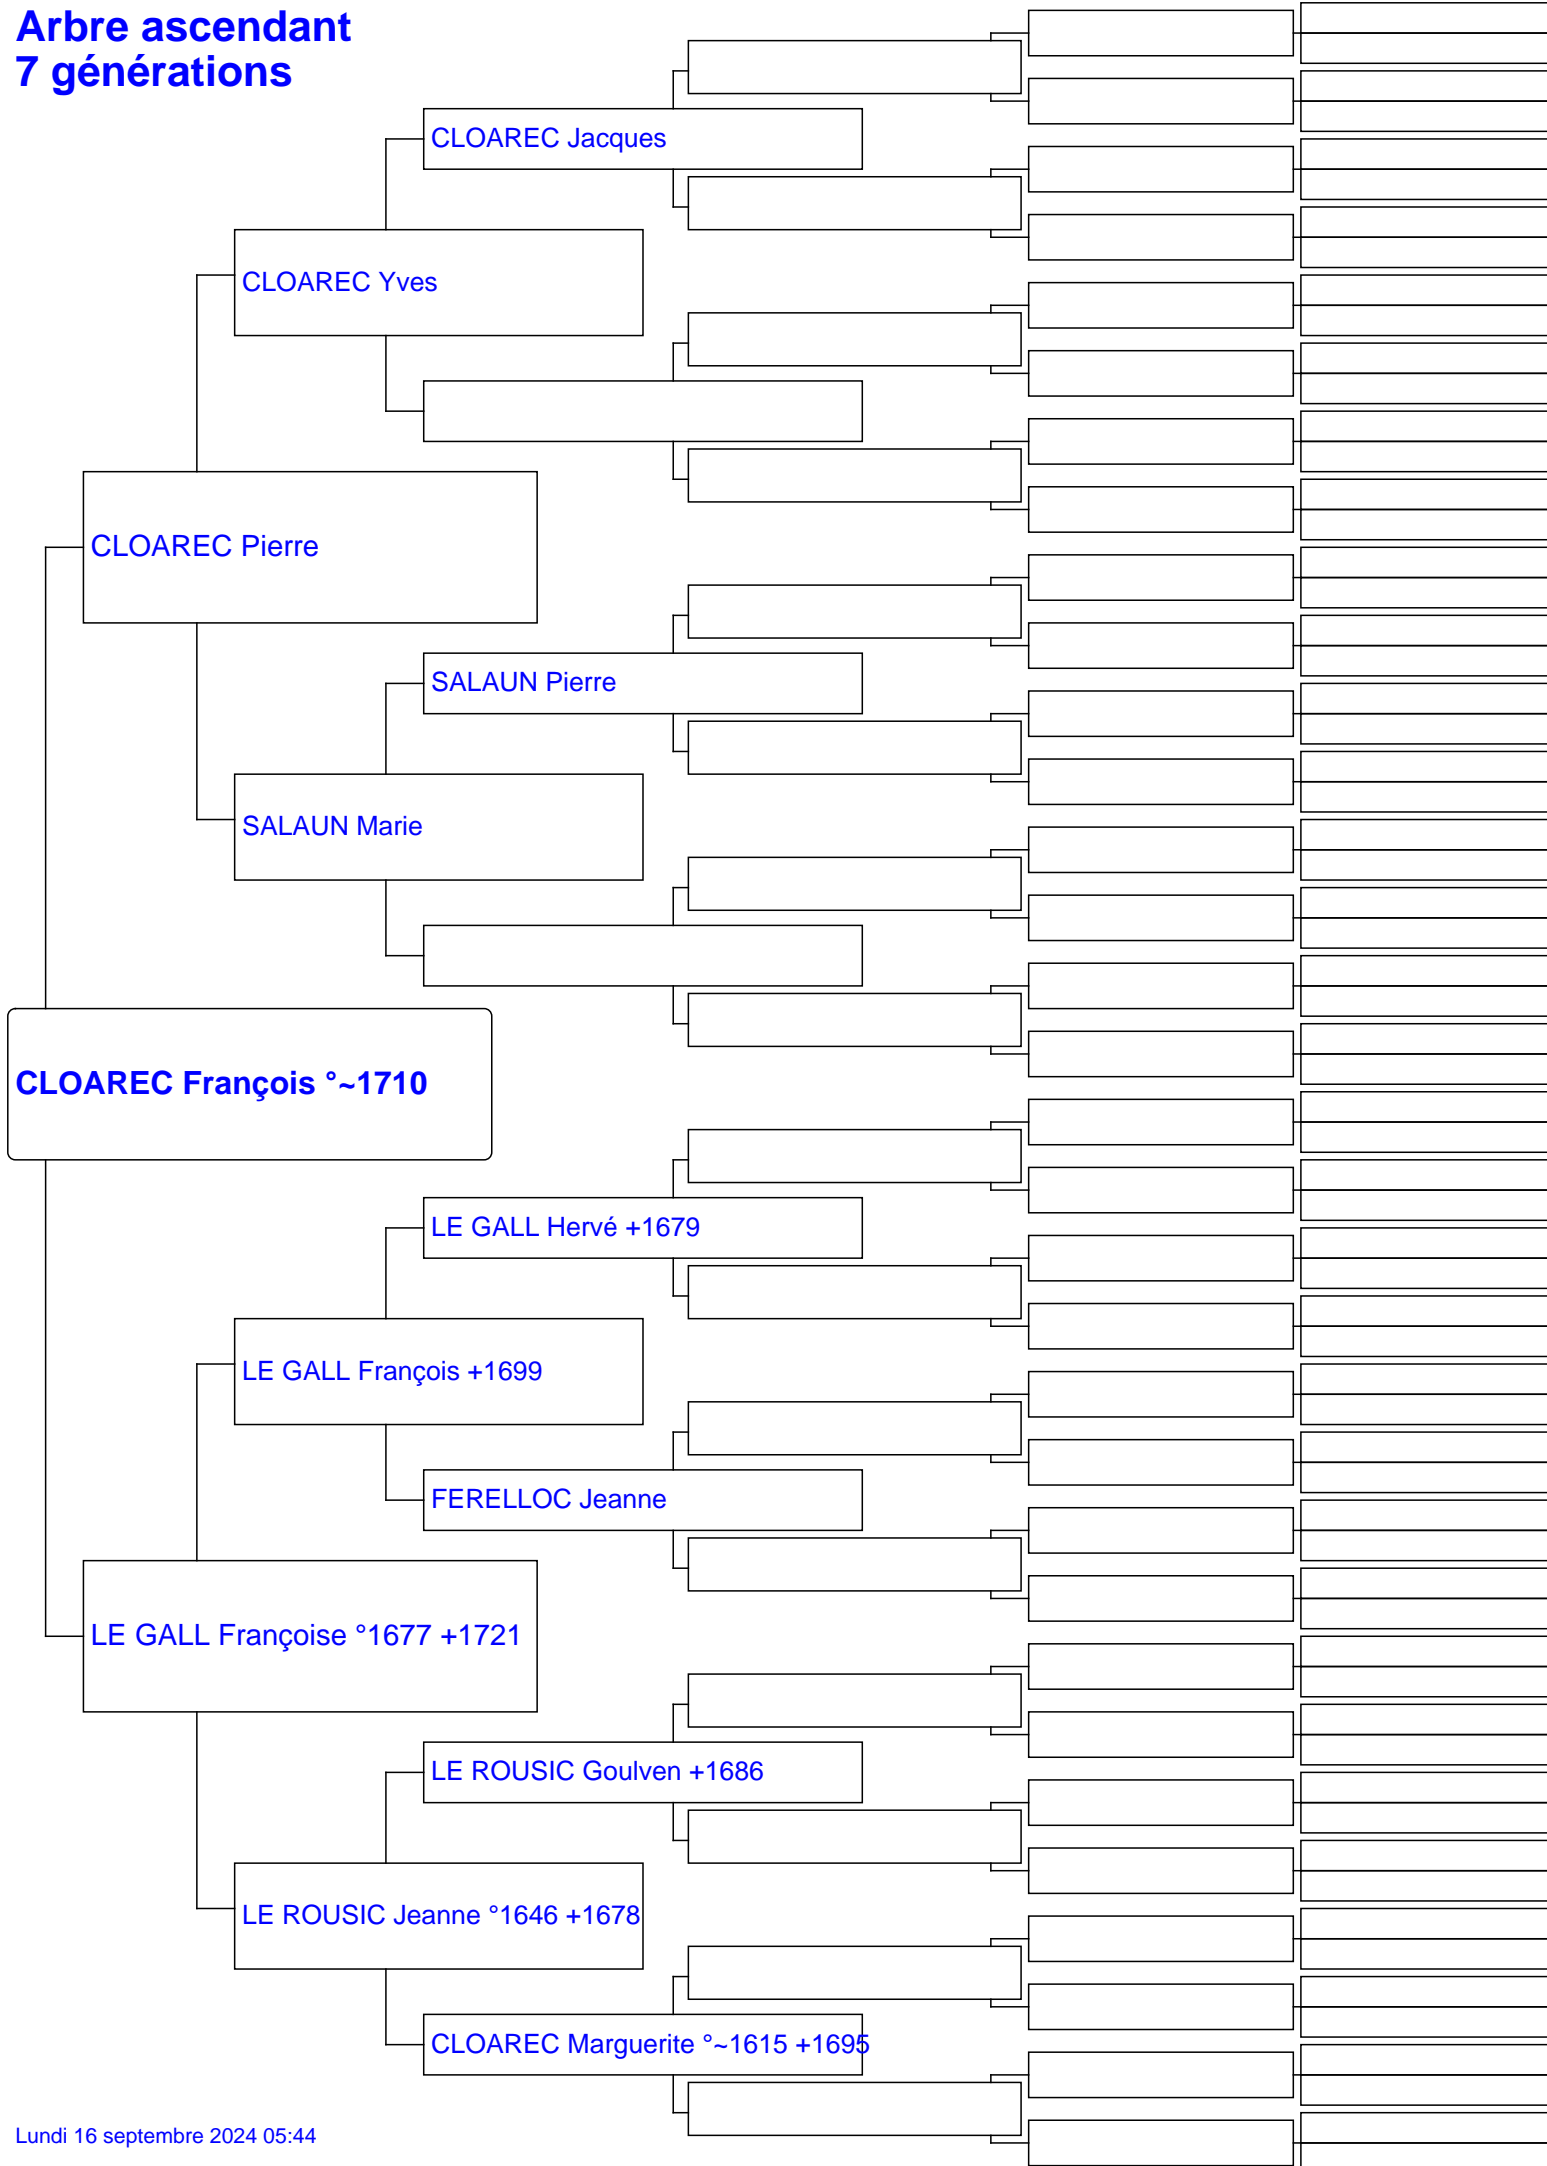 Arbre ascendant
7 générations
CLOAREC Jacques
CLOAREC Yves
CLOAREC Pierre
SALAUN Pierre
SALAUN Marie
CLOAREC François °~1710
LE GALL Hervé +1679
LE GALL François +1699
FERELLOC Jeanne
LE GALL Françoise °1677 +1721
LE ROUSIC Goulven +1686
LE ROUSIC Jeanne °1646 +1678
CLOAREC Marguerite °~1615 +1695
Lundi 16 septembre 2024 05:44